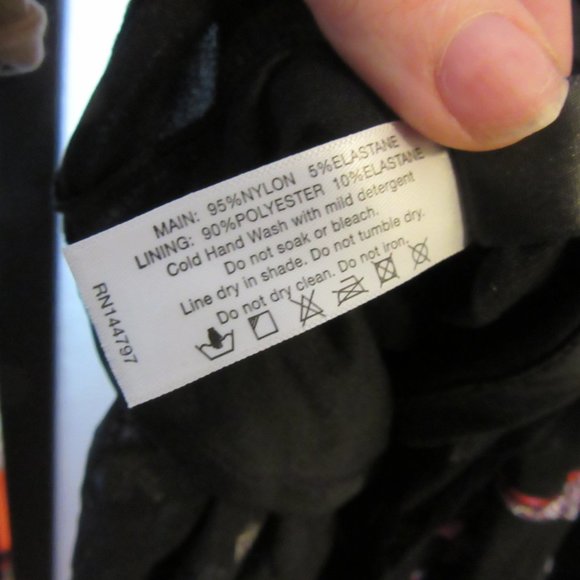 MAIN: 95%NYLON 5%ELASTANE
LINING: 90%POLYESTER 10%ELASTANE
Cold Hand Wash with mild detergent
Do not soak or bleach.
Line dry in shade. Do not tumble dry.
Do not dry clean. Do not iron.
RN144797